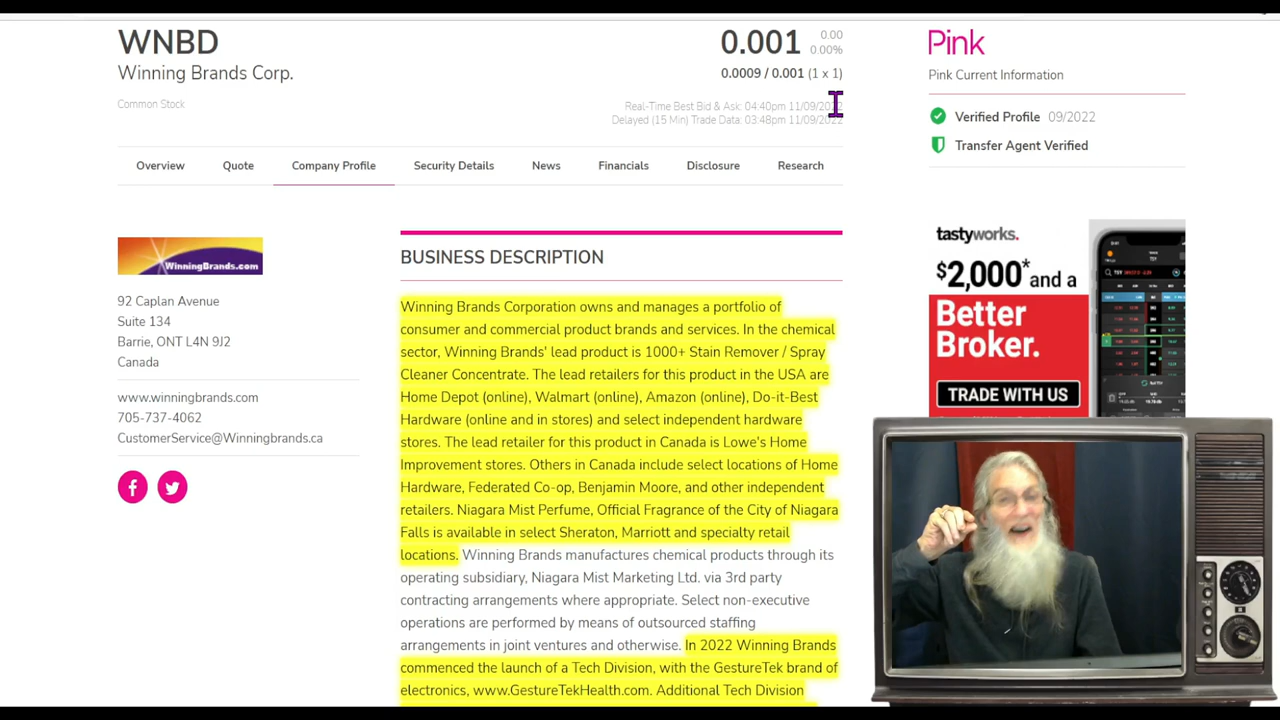 WNBD
Winning Brands Corp.
Common Stock
0.001
0.00
0.00%
0.0009 / 0.001 (1 x 1)
Real-Time Best Bid & Ask: 04:40pm 11/09/2022
Delayed (15 Min) Trade Data: 03:48pm 11/09/2022
Pink
Pink Current Information
Verified Profile 09/2022
Transfer Agent Verified
Overview Quote Company Profile Security Details News Financials Disclosure Research
WinningBrands.com
92 Caplan Avenue
Suite 134
Barrie, ONT L4N 9J2
Canada
www.winningbrands.com
705-737-4062
CustomerService@Winningbrands.ca
BUSINESS DESCRIPTION
Winning Brands Corporation owns and manages a portfolio of
consumer and commercial product brands and services. In the chemical
sector, Winning Brands' lead product is 1000+ Stain Remover / Spray
Cleaner Concentrate. The lead retailers for this product in the USA are
Home Depot (online), Walmart (online), Amazon (online), Do-it-Best
Hardware (online and in stores) and select independent hardware
stores. The lead retailer for this product in Canada is Lowe's Home
Improvement stores. Others in Canada include select locations of Home
Hardware, Federated Co-op, Benjamin Moore, and other independent
retailers. Niagara Mist Perfume, Official Fragrance of the City of Niagara
Falls is available in select Sheraton, Marriott and specialty retail
locations. Winning Brands manufactures chemical products through its
operating subsidiary, Niagara Mist Marketing Ltd. via 3rd party
contracting arrangements where appropriate. Select non-executive
operations are performed by means of outsourced staffing
arrangements in joint ventures and otherwise. In 2022 Winning Brands
commenced the launch of a Tech Division, with the GestureTek brand of
electronics, www.GestureTekHealth.com. Additional Tech Division
tastyworks.
$2,000* and a
Better
Broker.
TRADE WITH US